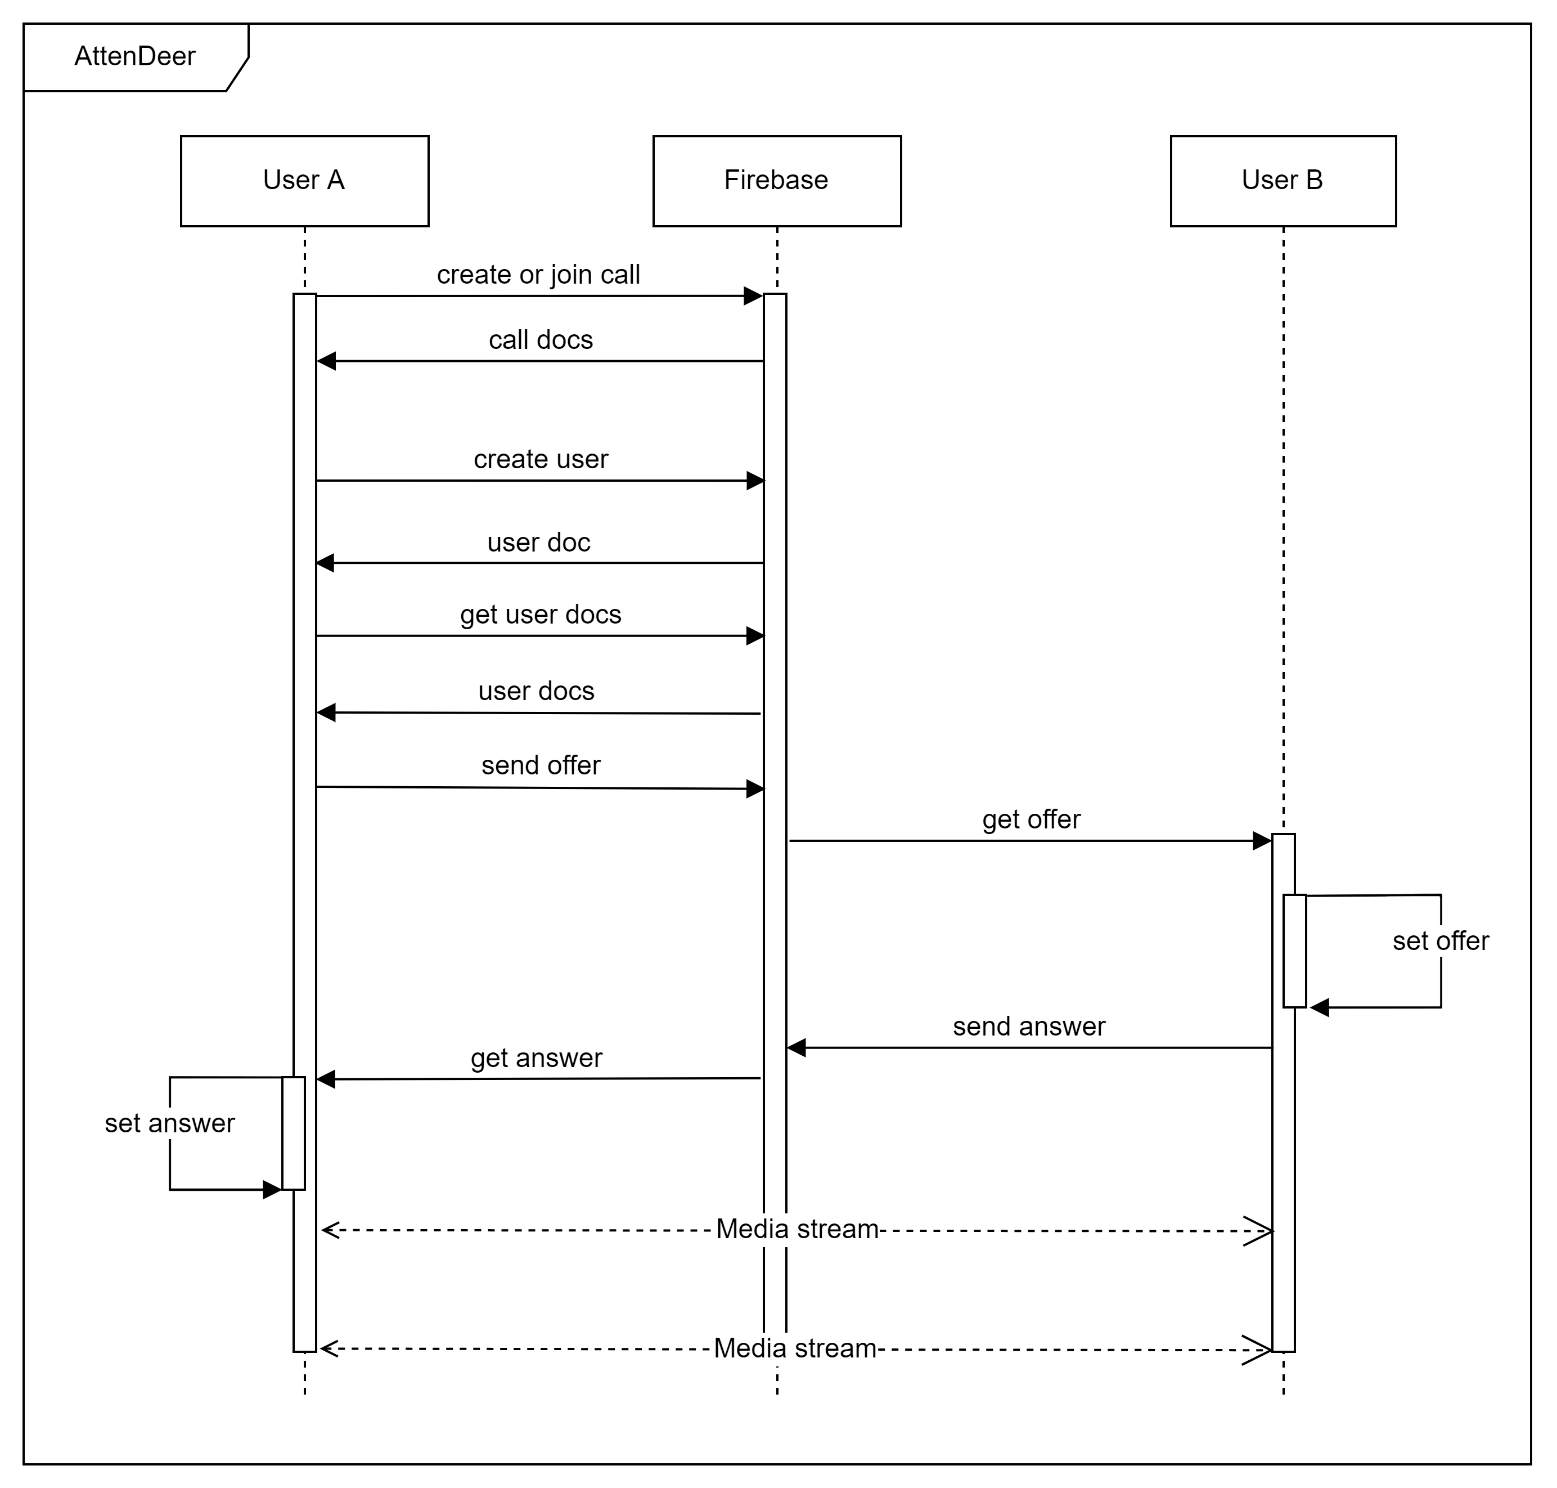 AttenDeer
User A
Firebase
User B
create or join call
call docs
create user
user doc
get user docs
user docs
send offer
get offer
set offer
send answer
get answer
set answer
Media stream
Media stream